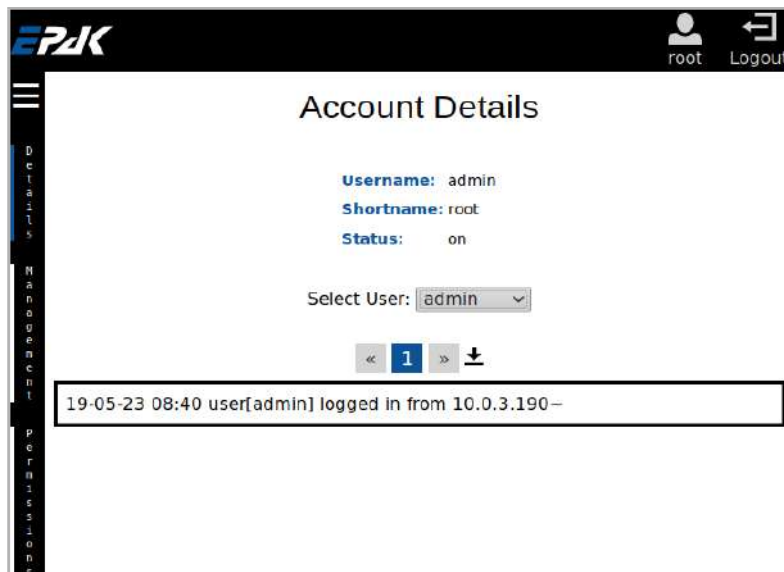 EPdK
root Logout
Account Details
Details
Username: admin
Shortname: root
Status: on
Management
Select User: admin
« 1 »
19-05-23 08:40 user[admin] logged in from 10.0.3.190~
Permissions